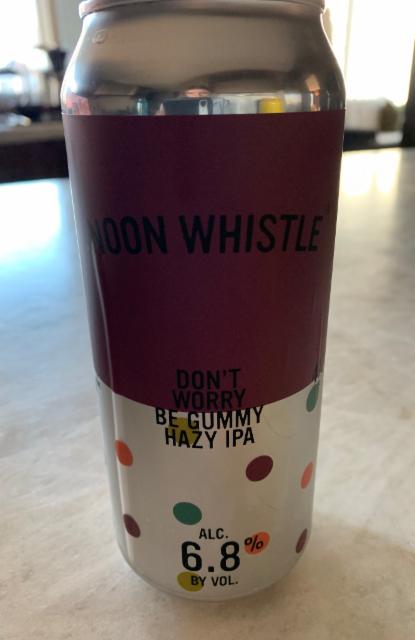 NOON WHISTLE
DON'T
WORRY
BE GUMMY
HAZY IPA
ALC.
6.8%
BY VOL.